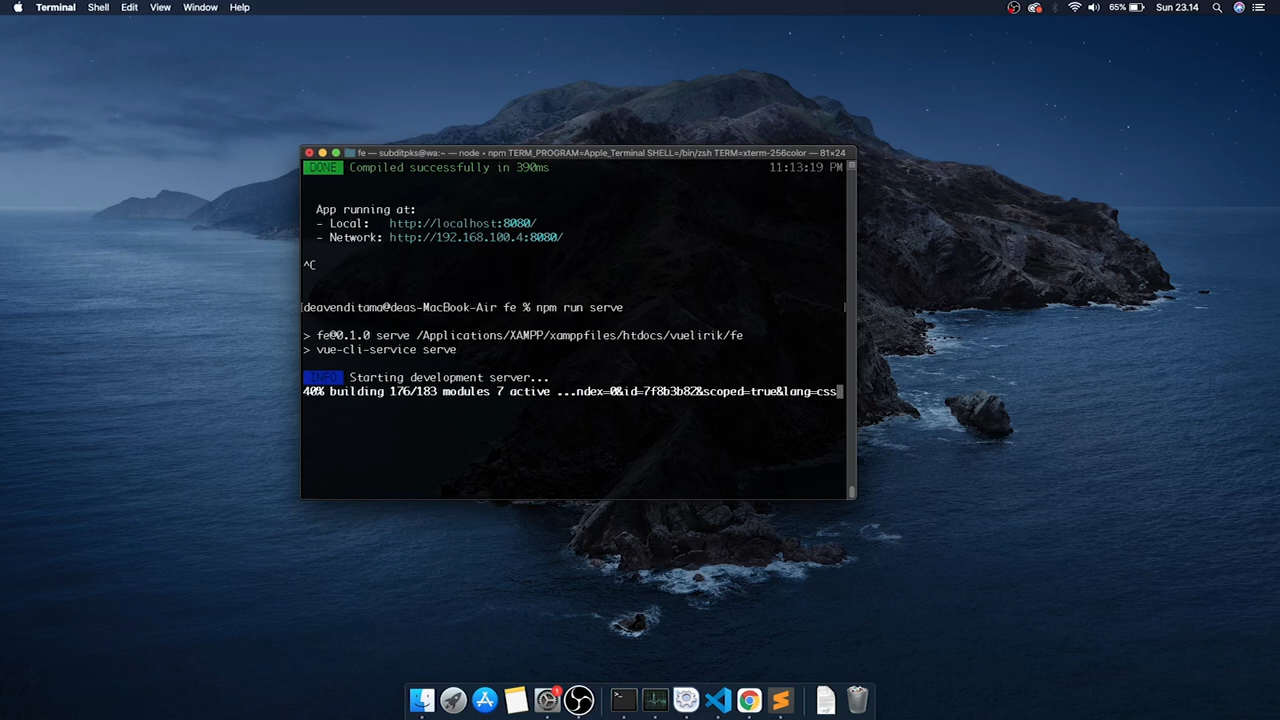 Terminal Shell Edit View Window Help 65% Sun 23.14
fe — subditpks@wa:~ — node • npm TERM_PROGRAM=Apple_Terminal SHELL=/bin/zsh TERM=xterm-256color — 81×24
DONE Compiled successfully in 390ms 11:13:19 PM
App running at:
- Local: http://localhost:8080/
- Network: http://192.168.100.4:8080/
^C
deavenditama@deas-MacBook-Air fe % npm run serve
> fe@0.1.0 serve /Applications/XAMPP/xamppfiles/htdocs/vuelirik/fe
> vue-cli-service serve
INFO Starting development server...
40% building 176/183 modules 7 active ...ndex=0&id=7f8b3b82&scoped=true&lang=css
1